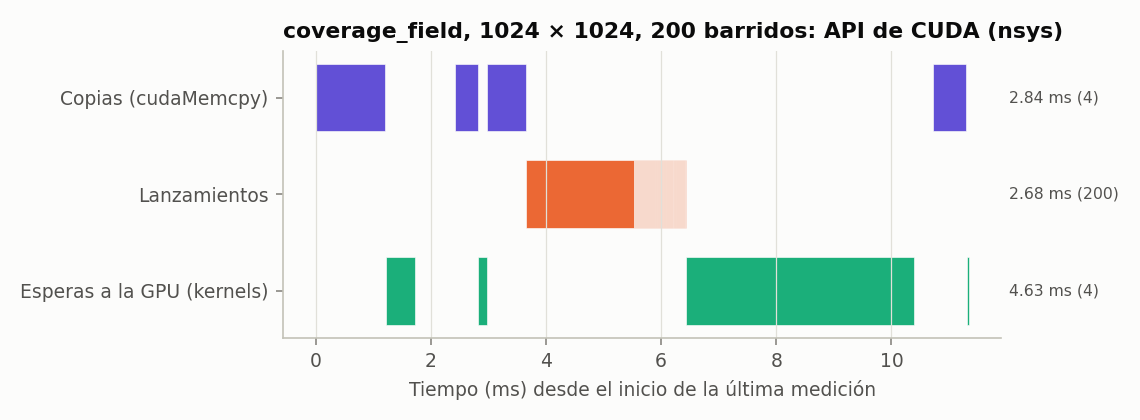 coverage_field, 1024 × 1024, 200 barridos: API de CUDA (nsys)
Copias (cudaMemcpy)
2.84 ms (4)
Lanzamientos
2.68 ms (200)
Esperas a la GPU (kernels)
4.63 ms (4)
0 2 4 6 8 10
Tiempo (ms) desde el inicio de la última medición